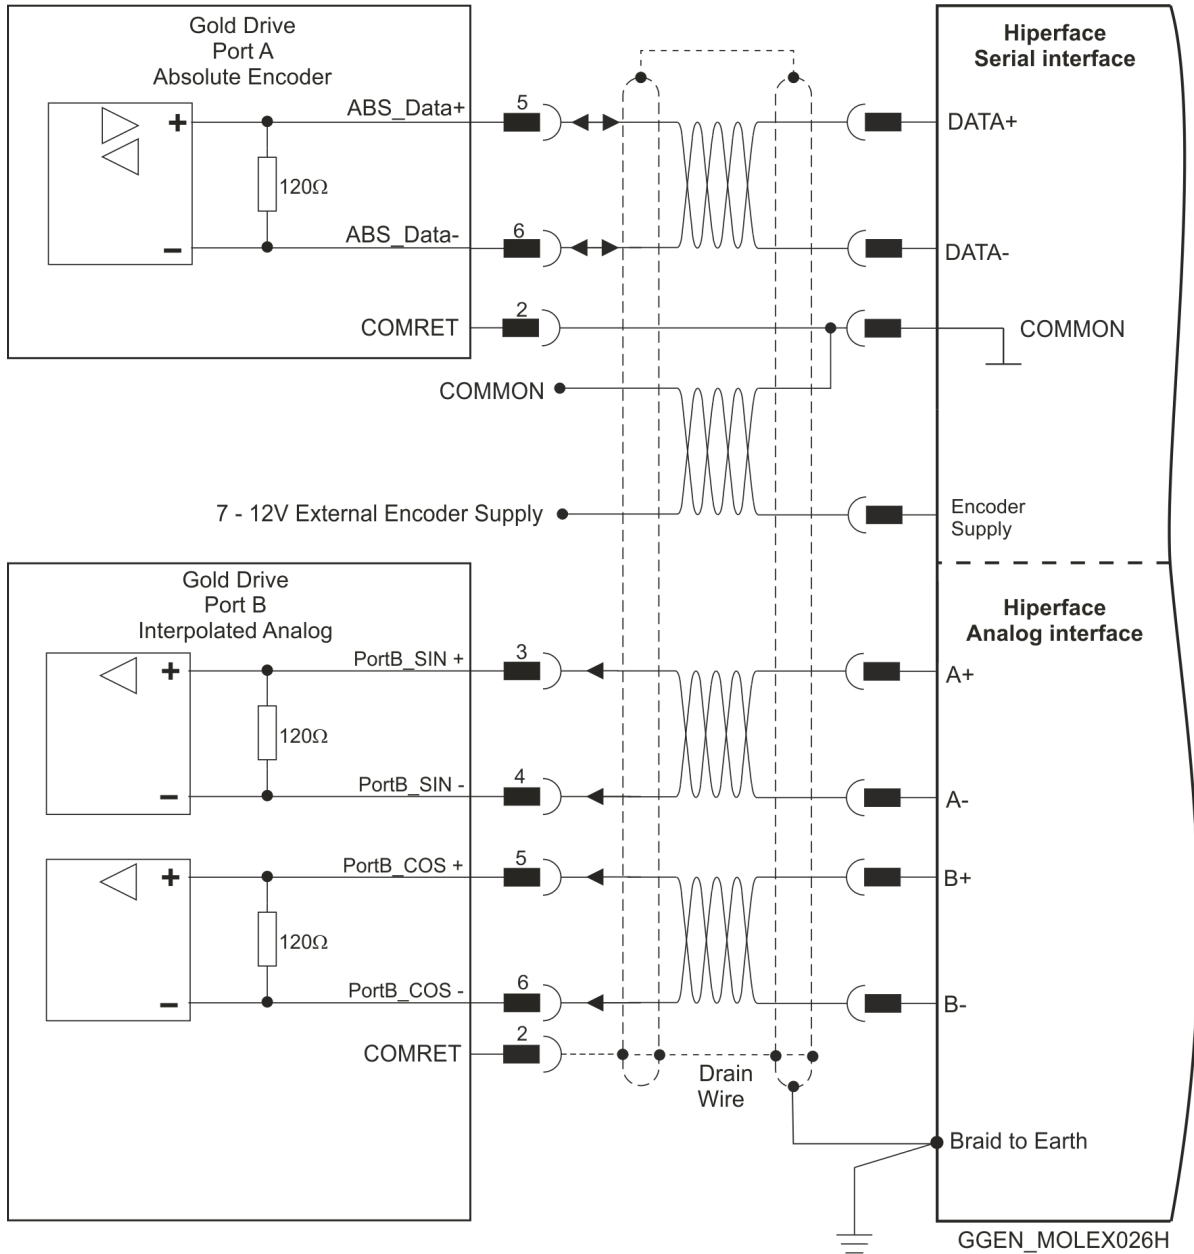 Gold Drive
Port A
Absolute Encoder
Hiperface
Serial interface
+
ABS_Data+
5
DATA+
120Ω
−
ABS_Data-
6
DATA-
COMRET
2
COMMON
COMMON
7 - 12V External Encoder Supply
Encoder
Supply
Gold Drive
Port B
Interpolated Analog
Hiperface
Analog interface
+
PortB_SIN +
3
A+
120Ω
−
PortB_SIN -
4
A-
+
PortB_COS +
5
B+
120Ω
−
PortB_COS -
6
B-
COMRET
2
Drain
Wire
Braid to Earth
GGEN_MOLEX026H